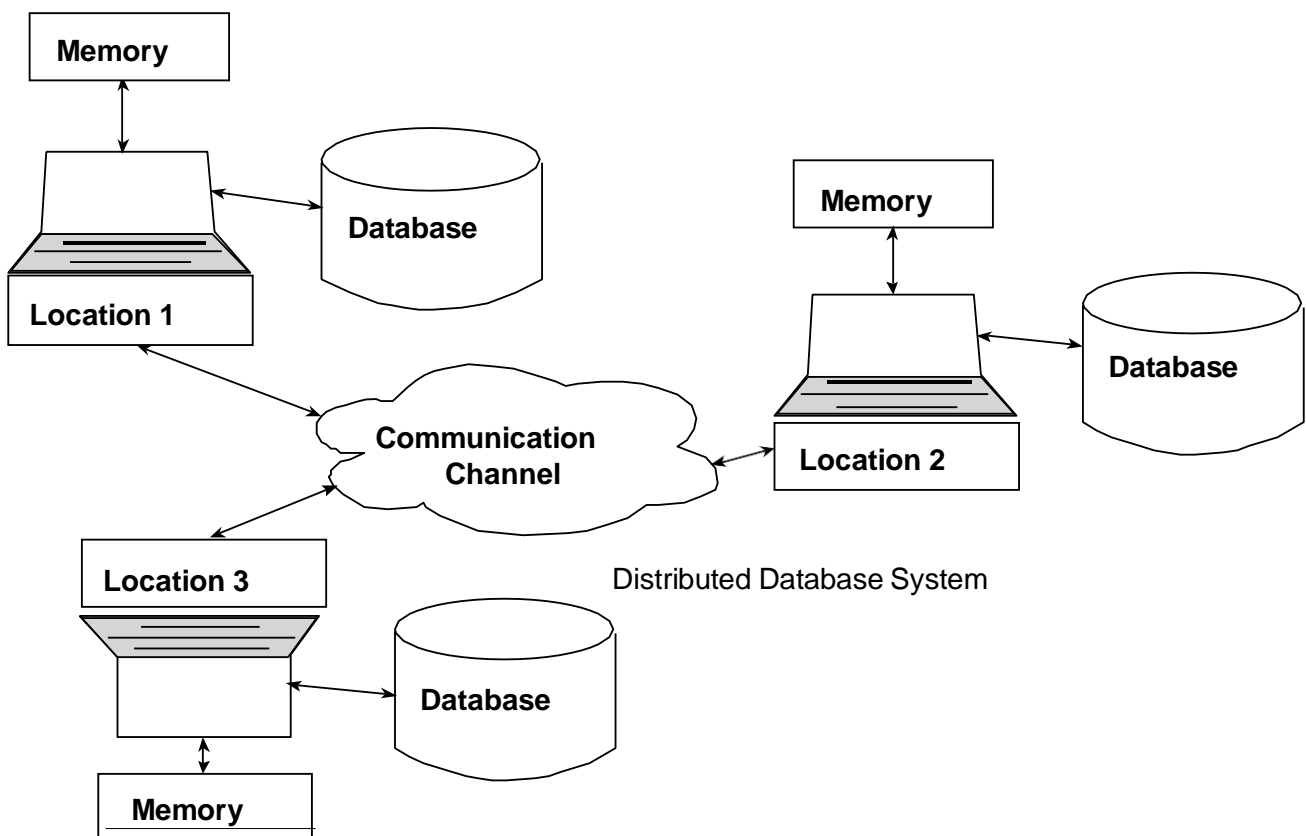 Memory
Database
Location 1
Memory
Database
Location 2
Communication
Channel
Location 3
Distributed Database System
Database
Memory